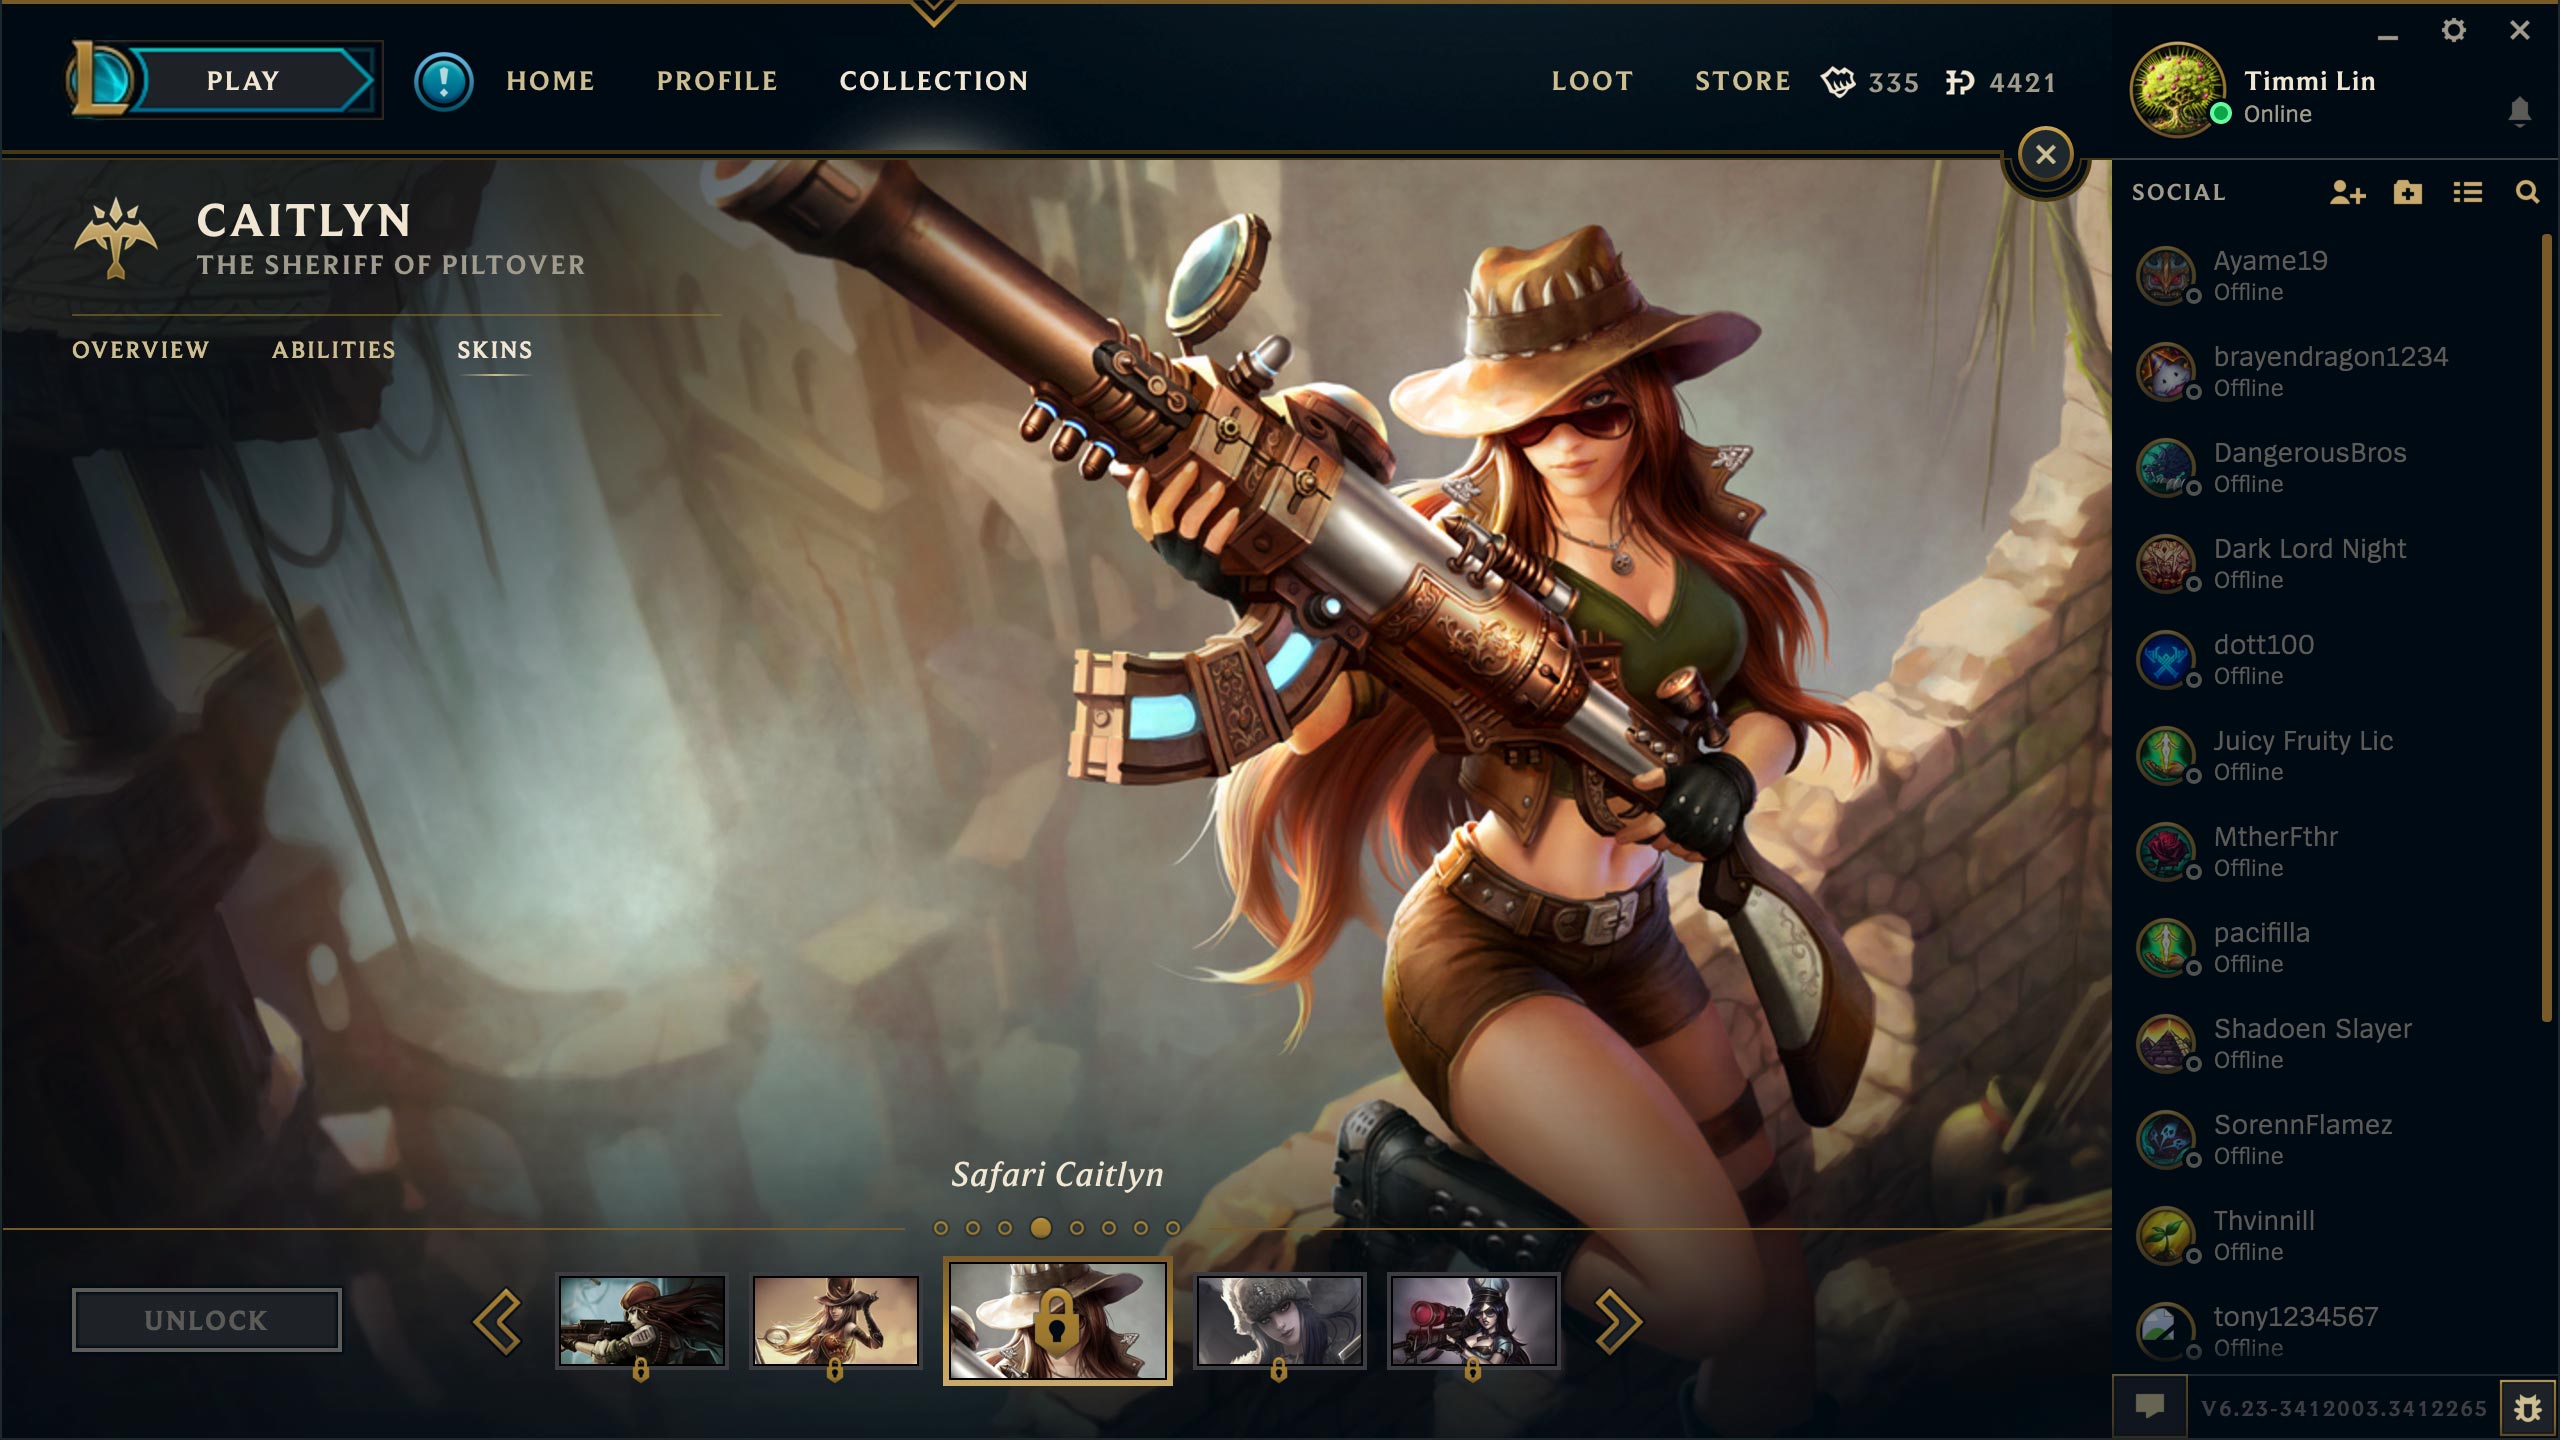 PLAY
HOME
PROFILE
COLLECTION
LOOT
STORE
335
4421
Timmi Lin
Online
CAITLYN
THE SHERIFF OF PILTOVER
OVERVIEW
ABILITIES
SKINS
Safari Caitlyn
UNLOCK
SOCIAL
Ayame19
Offline
brayendragon1234
Offline
DangerousBros
Offline
Dark Lord Night
Offline
dott100
Offline
Juicy Fruity Lic
Offline
MtherFthr
Offline
pacifilla
Offline
Shadoen Slayer
Offline
SorennFlamez
Offline
Thvinnill
Offline
tony1234567
Offline
V6.23-3412003.3412265